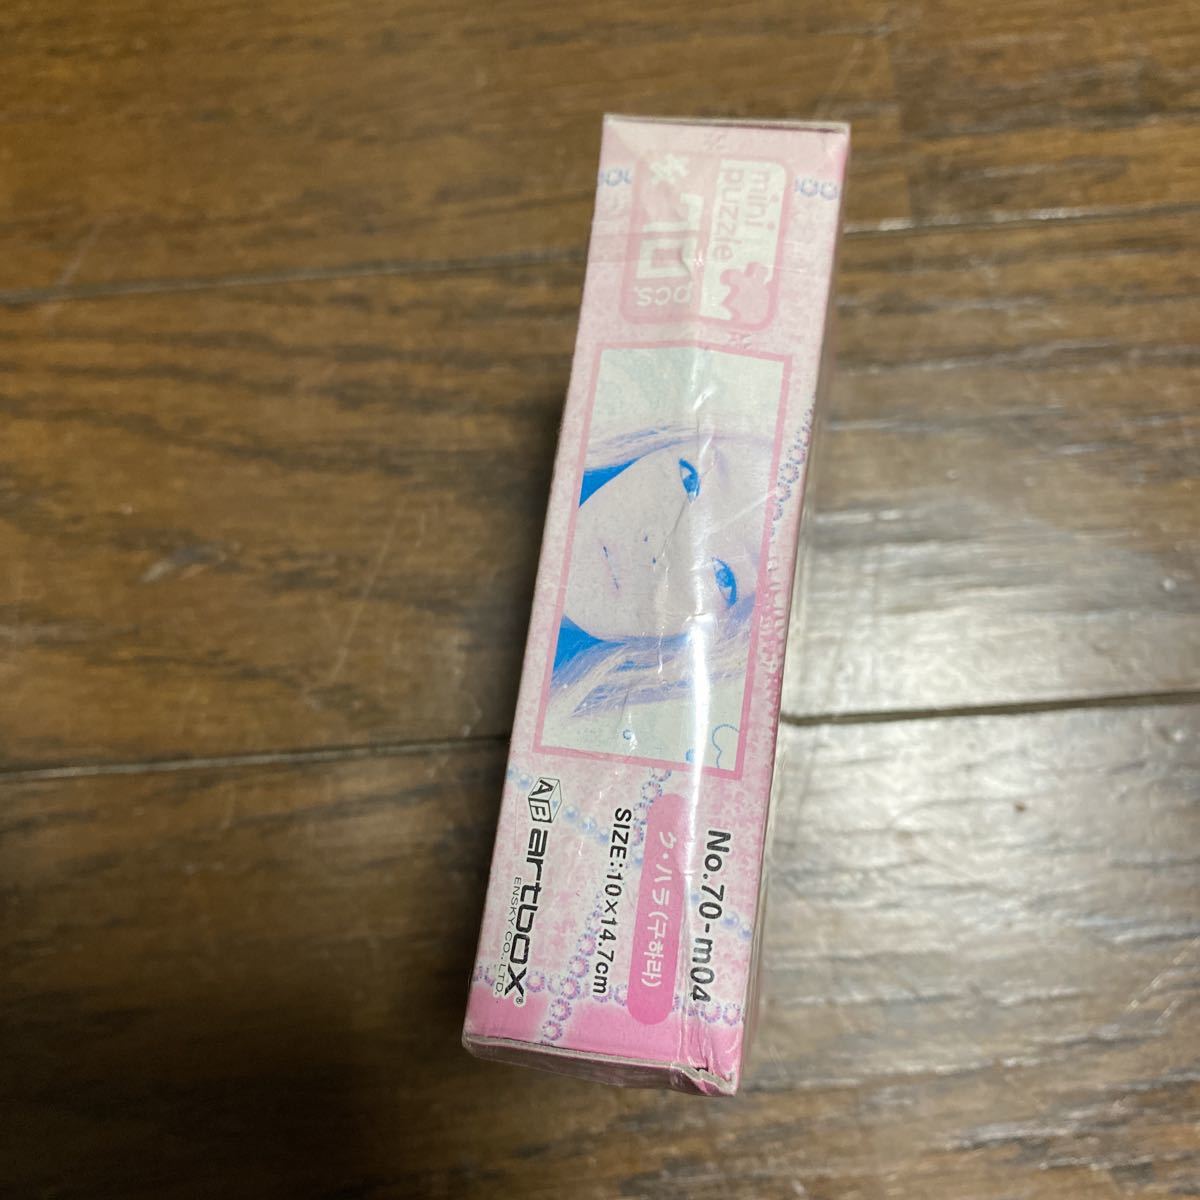 mini
puzzle
70
pcs.
No.70-m04
ク・ハラ(구하라)
SIZE:10×14.7cm
artbox®
ENSKY CO.,LTD.